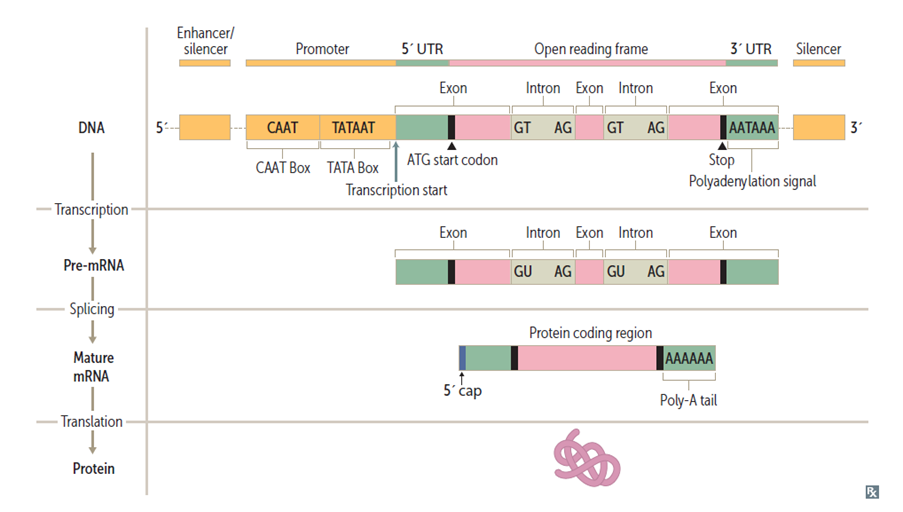 Enhancer/
silencer
Promoter
5´ UTR
Open reading frame
3´ UTR
Silencer
Exon Intron Exon Intron Exon
DNA
5´
CAAT
TATAAT
GT AG
GT AG
AATAAA
3´
CAAT Box
TATA Box
ATG start codon
Stop
Transcription start
Polyadenylation signal
Transcription
Exon Intron Exon Intron Exon
Pre-mRNA
GU AG
GU AG
Splicing
Protein coding region
Mature
mRNA
AAAAAA
5´ cap
Poly-A tail
Translation
Protein
Rx